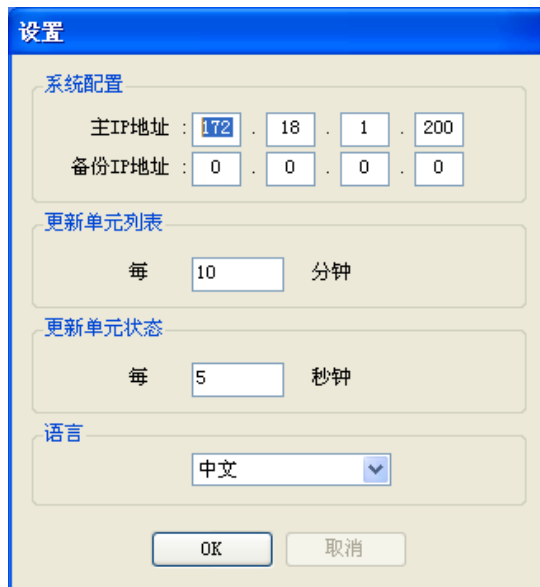 设置
系统配置
主IP地址 : 172 . 18 . 1 . 200
备份IP地址 : 0 . 0 . 0 . 0
更新单元列表
每 10 分钟
更新单元状态
每 5 秒钟
语言
中文
OK 取消